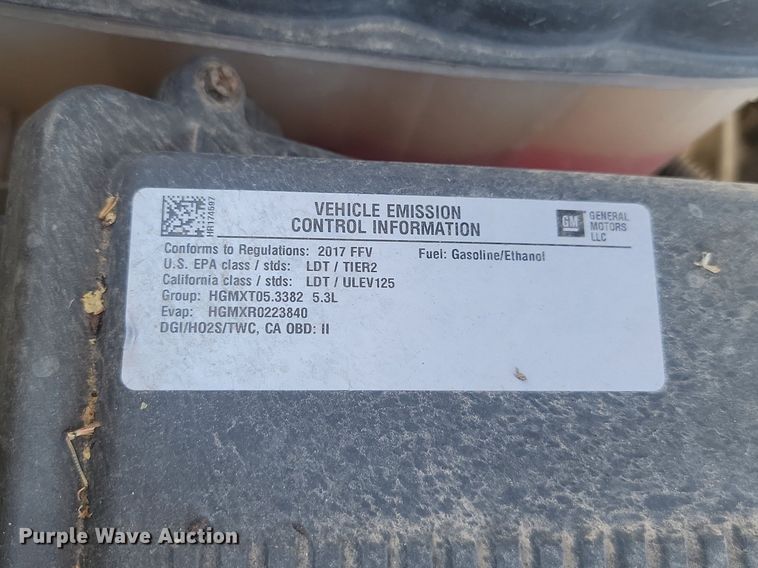 HR174597
VEHICLE EMISSION
CONTROL INFORMATION
GM
GENERAL
MOTORS
LLC
Conforms to Regulations: 2017 FFV Fuel: Gasoline/Ethanol
U.S. EPA class / stds: LDT / TIER2
California class / stds: LDT / ULEV125
Group: HGMXT05.3382 5.3L
Evap: HGMXR0223840
DGI/HO2S/TWC, CA OBD: II
Purple Wave Auction